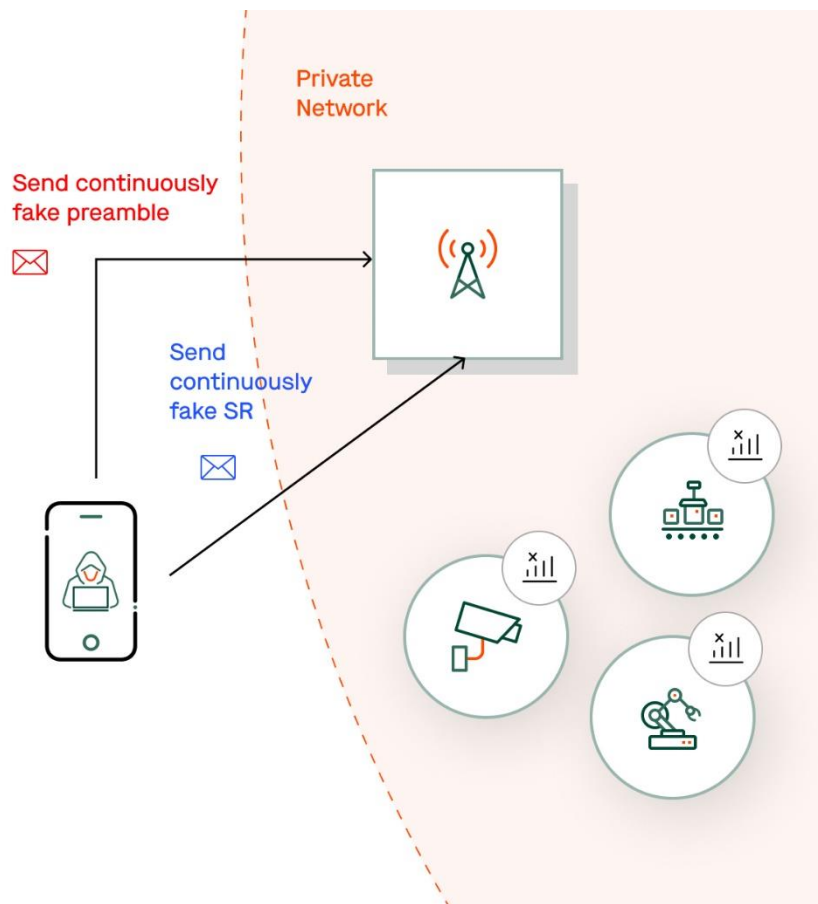 Private
Network
Send continuously
fake preamble
Send
continuously
fake SR